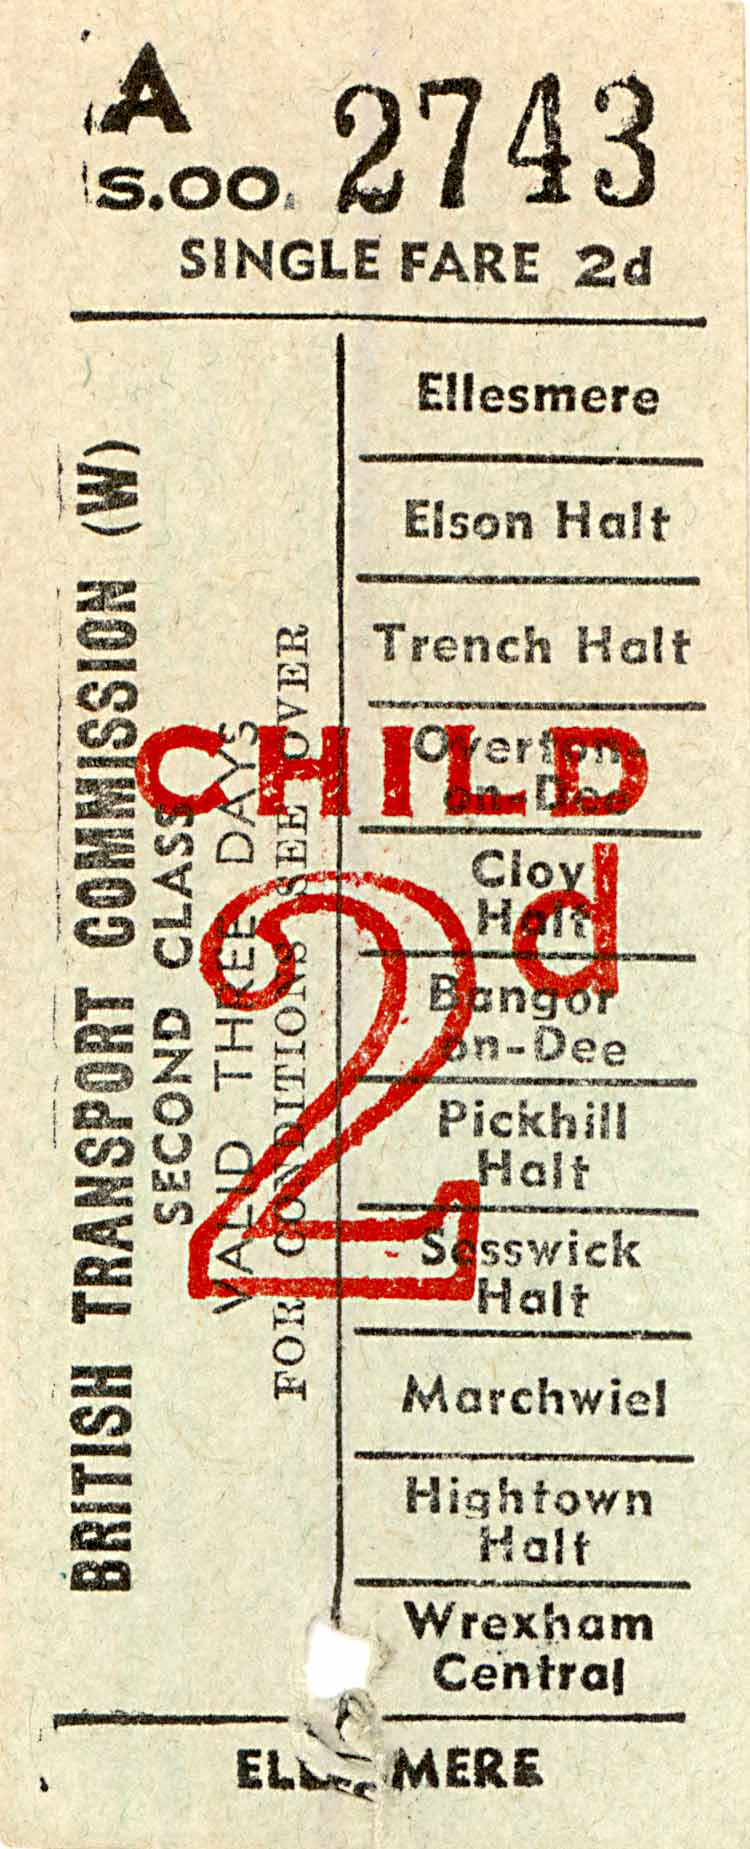 A
S.OO. 2743
SINGLE FARE 2d
BRITISH TRANSPORT COMMISSION (W)
SECOND CLASS
VALID THREE DAYS
FOR CONDITIONS SEE OVER
CHILD
2d
Ellesmere
Elson Halt
Trench Halt
Overton-
on-Dee
Cloy
Halt
Bangor
on-Dee
Pickhill
Halt
Sesswick
Halt
Marchwiel
Hightown
Halt
Wrexham
Central
ELLESMERE